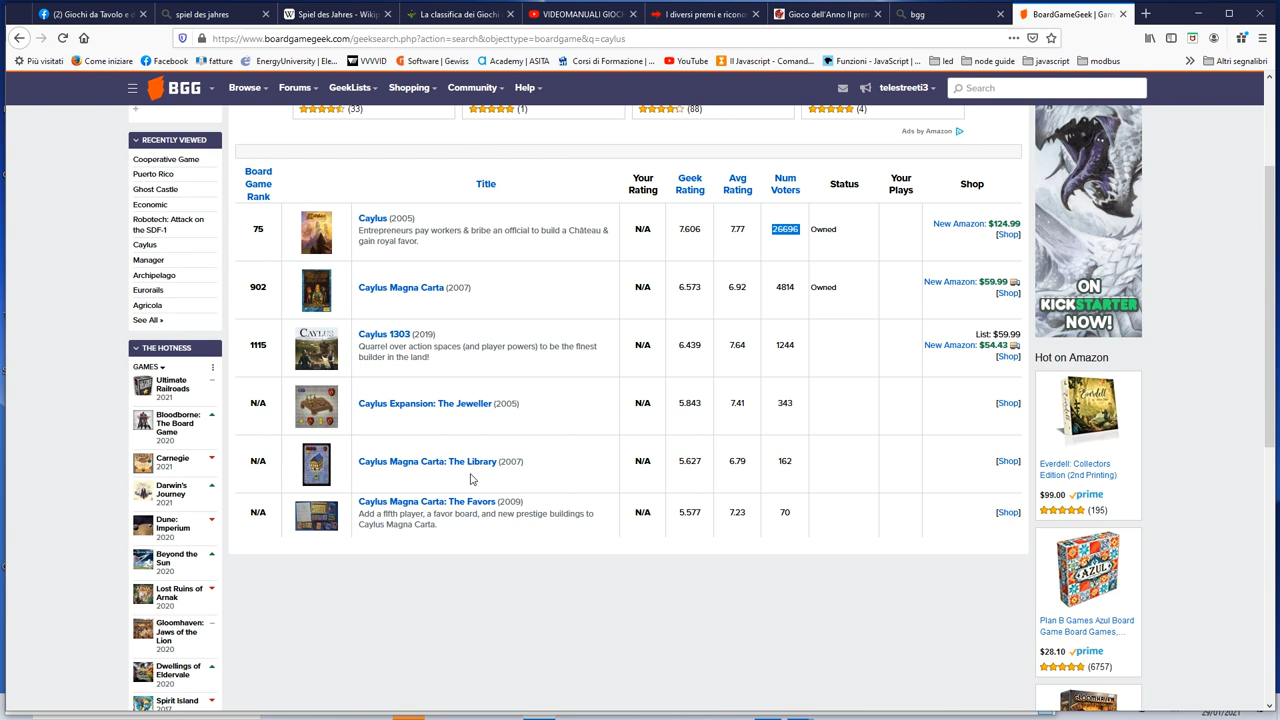 (2) Giochi di Tavolo e d
spiel des jahres
Spiel des Jahres - Wikip
La classifica dei Giochi
VIDEOMANUALI GIOCH
I diversi premi e ricono
Gioco dell'Anno Il prem
bgg
BoardGameGeek | Gam
https://www.boardgamegeek.com/geeksearch.php?action=search&objecttype=boardgame&q=caylus
Più visitati
Come iniziare
Facebook
fatture
EnergyUniversity | Ele...
VVVVID
Software | Gewiss
Academy | ASITA
Corsi di Formazione | ...
YouTube
Il Javascript - Comand...
Funzioni - JavaScript | ...
led
node guide
javascript
modbus
Altri segnalibri
BGG
Browse
Forums
GeekLists
Shopping
Community
Help
telestreeti3
Search
(33)
(1)
(88)
(4)
Ads by Amazon
RECENTLY VIEWED
Cooperative Game
Puerto Rico
Ghost Castle
Economic
Robotech: Attack on
the SDF-1
Caylus
Manager
Archipelago
Eurorails
Agricola
See All »
THE HOTNESS
GAMES
Ultimate
Railroads
2021
Bloodborne:
The Board
Game
2020
Carnegie
2021
Darwin's
Journey
2021
Dune:
Imperium
2020
Beyond the
Sun
2020
Lost Ruins of
Arnak
2020
Gloomhaven:
Jaws of the
Lion
2020
Dwellings of
Eldervale
2020
Spirit Island
2017
Board
Game
Rank
Title
Your
Rating
Geek
Rating
Avg
Rating
Num
Voters
Status
Your
Plays
Shop
75
Caylus (2005)
Entrepreneurs pay workers & bribe an official to build a Château &
gain royal favor.
N/A
7.606
7.77
26696
Owned
New Amazon: $124.99
[Shop]
902
Caylus Magna Carta (2007)
N/A
6.573
6.92
4814
Owned
New Amazon: $59.99
[Shop]
1115
CAYLUS
Caylus 1303 (2019)
Quarrel over action spaces (and player powers) to be the finest
builder in the land!
N/A
6.439
7.64
1244
List: $59.99
New Amazon: $54.43
[Shop]
N/A
Caylus Expansion: The Jeweller (2005)
N/A
5.843
7.41
343
[Shop]
N/A
Caylus Magna Carta: The Library (2007)
N/A
5.627
6.79
162
[Shop]
N/A
Caylus Magna Carta: The Favors (2009)
Add a fifth player, a favor board, and new prestige buildings to
Caylus Magna Carta.
N/A
5.577
7.23
70
[Shop]
ON
KICKSTARTER
NOW!
Hot on Amazon
Everdell: Collectors
Edition (2nd Printing)
$99.00 prime
(195)
AZUL
Plan B Games Azul Board
Game Board Games,...
$28.10 prime
(6757)
29/01/2021